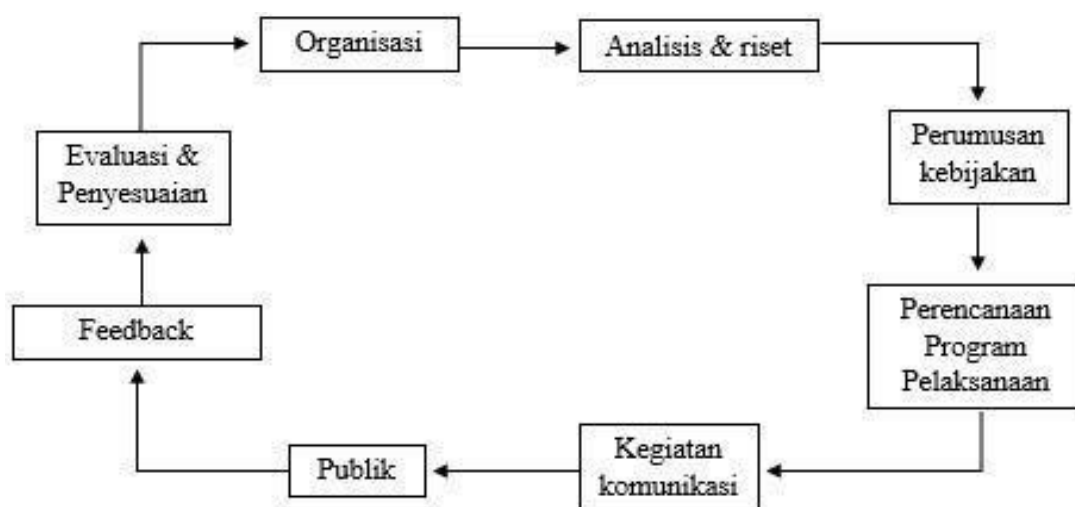 Organisasi
Analisis & riset
Perumusan
kebijakan
Perencanaan
Program
Pelaksanaan
Kegiatan
komunikasi
Publik
Feedback
Evaluasi &
Penyesuaian